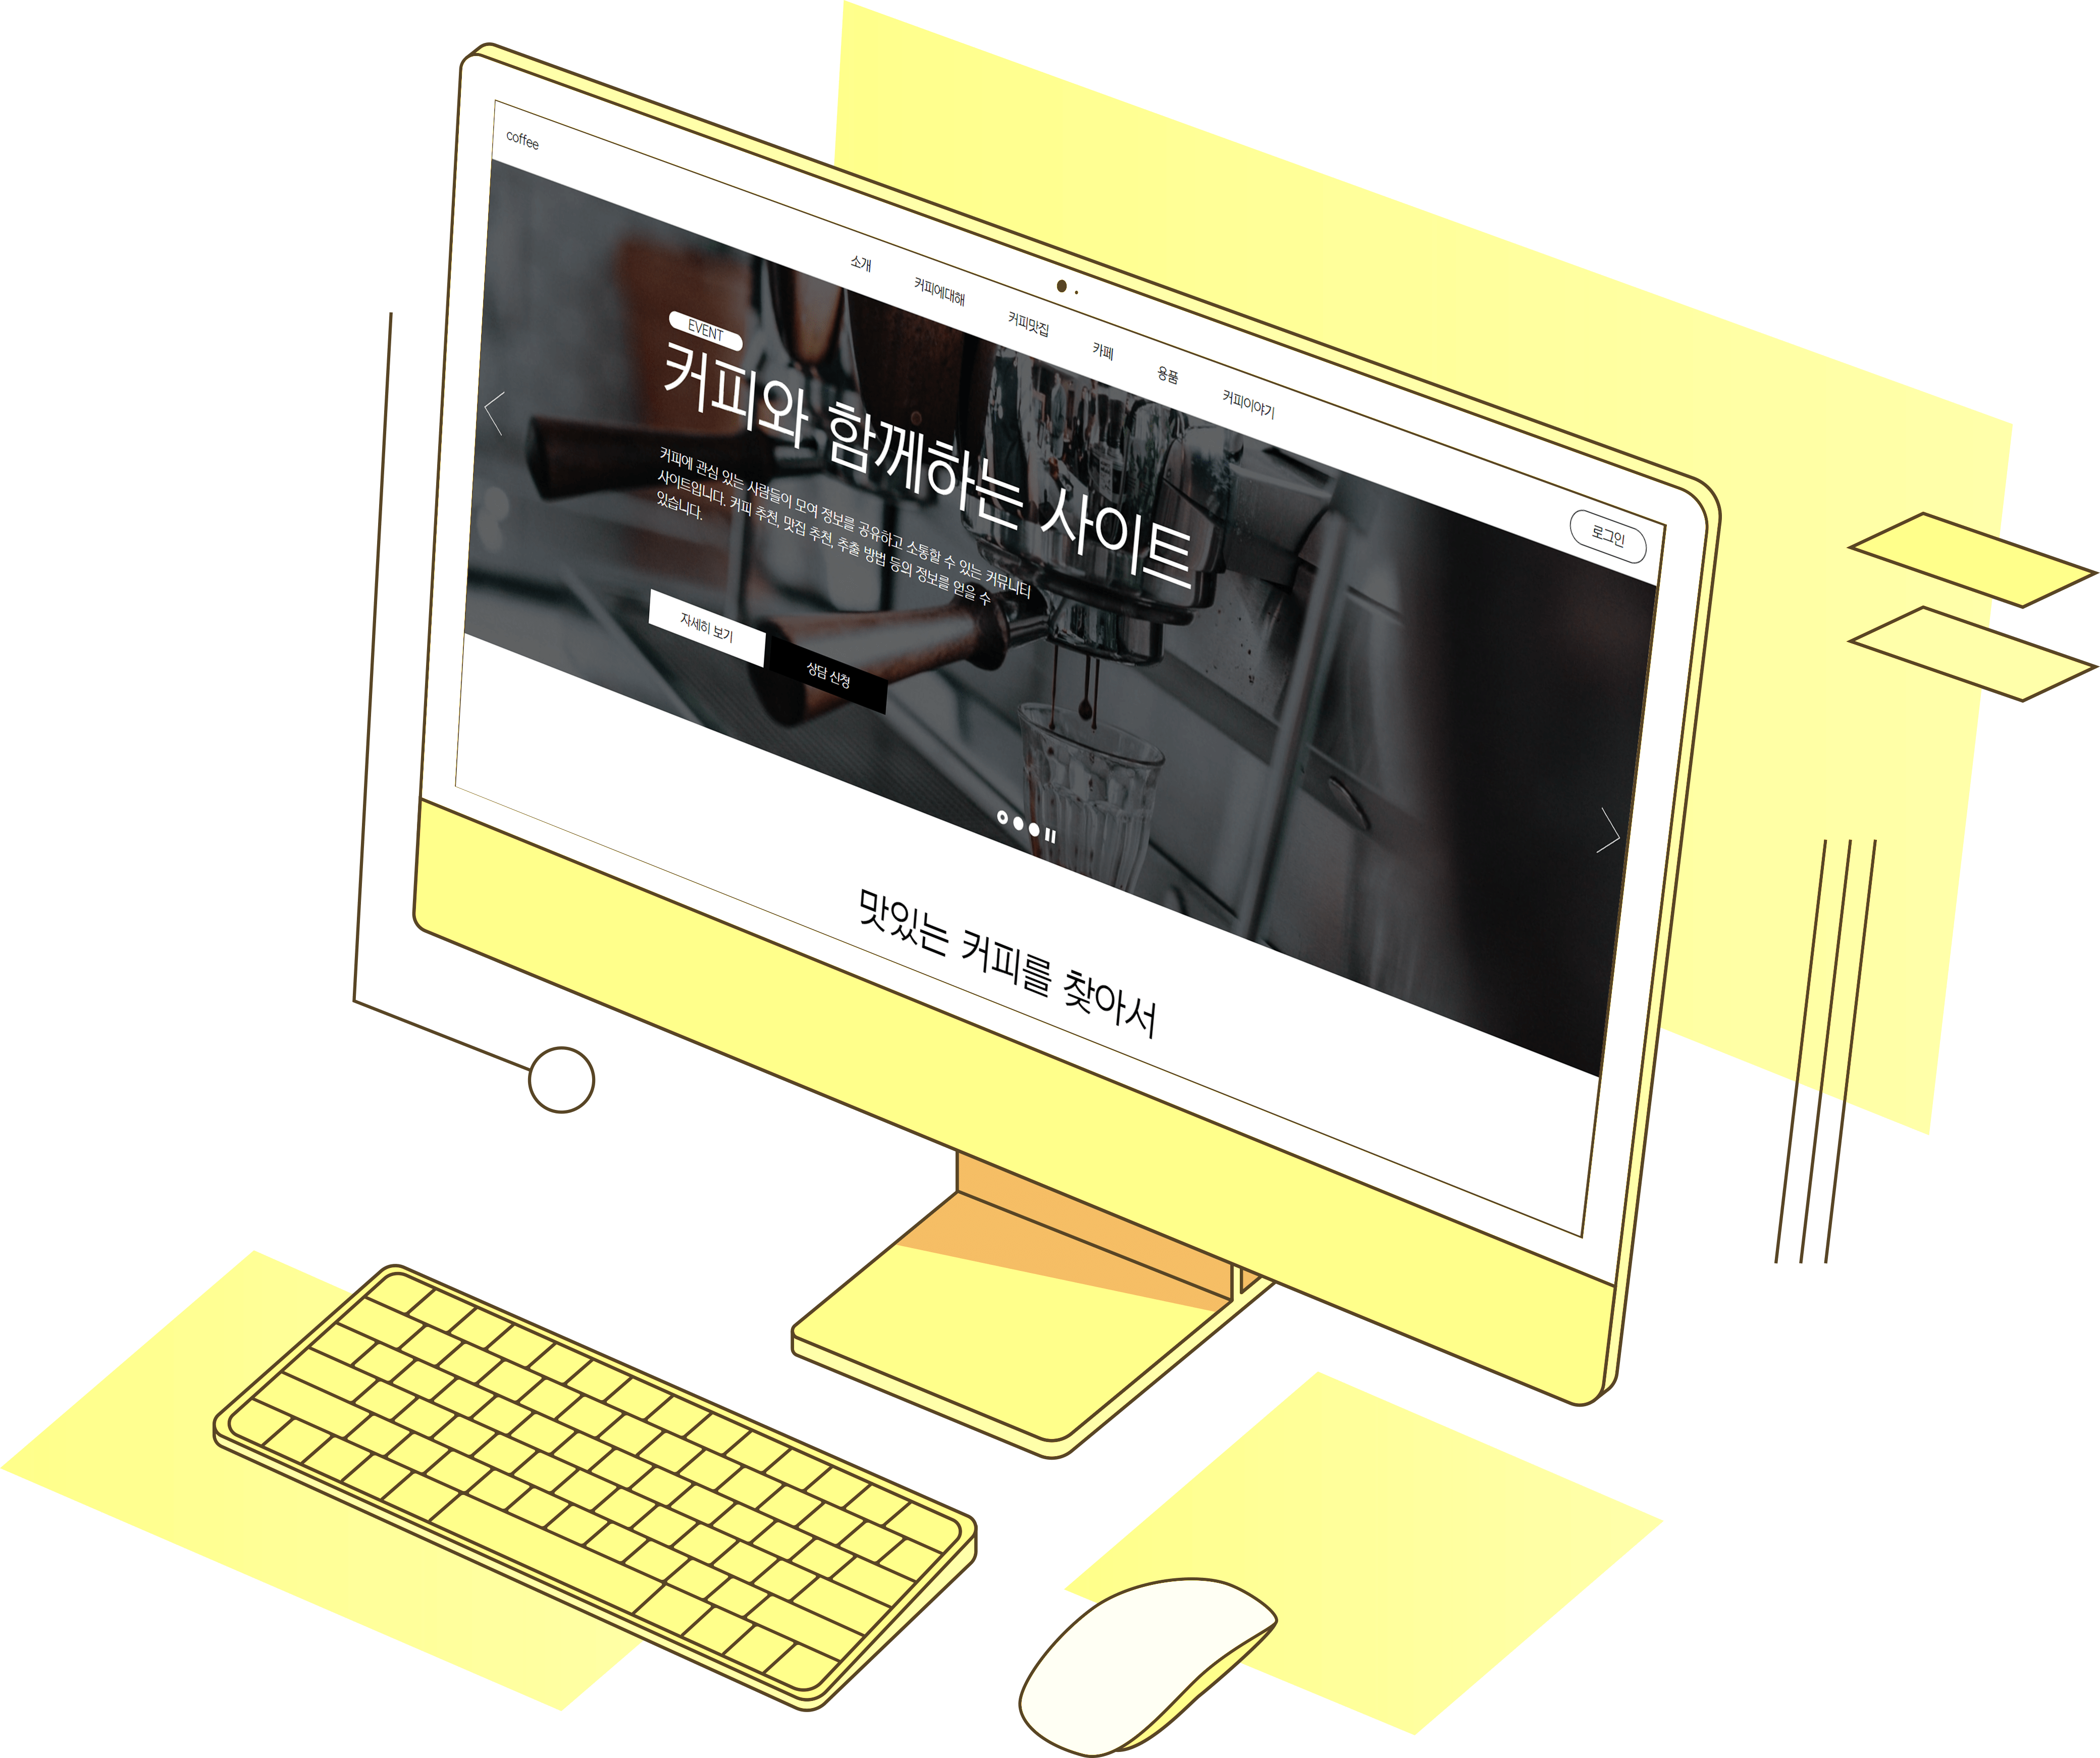 coffee
소개 커피에대해 커피맛집 카페 용품 커피이야기
로그인
EVENT
커피와 함께하는 사이트
커피에 관심 있는 사람들이 모여 정보를 공유하고 소통할 수 있는 커뮤니티
사이트입니다. 커피 추천, 맛집 추천, 추출 방법 등의 정보를 얻을 수
있습니다.
자세히 보기
상담 신청
맛있는 커피를 찾아서